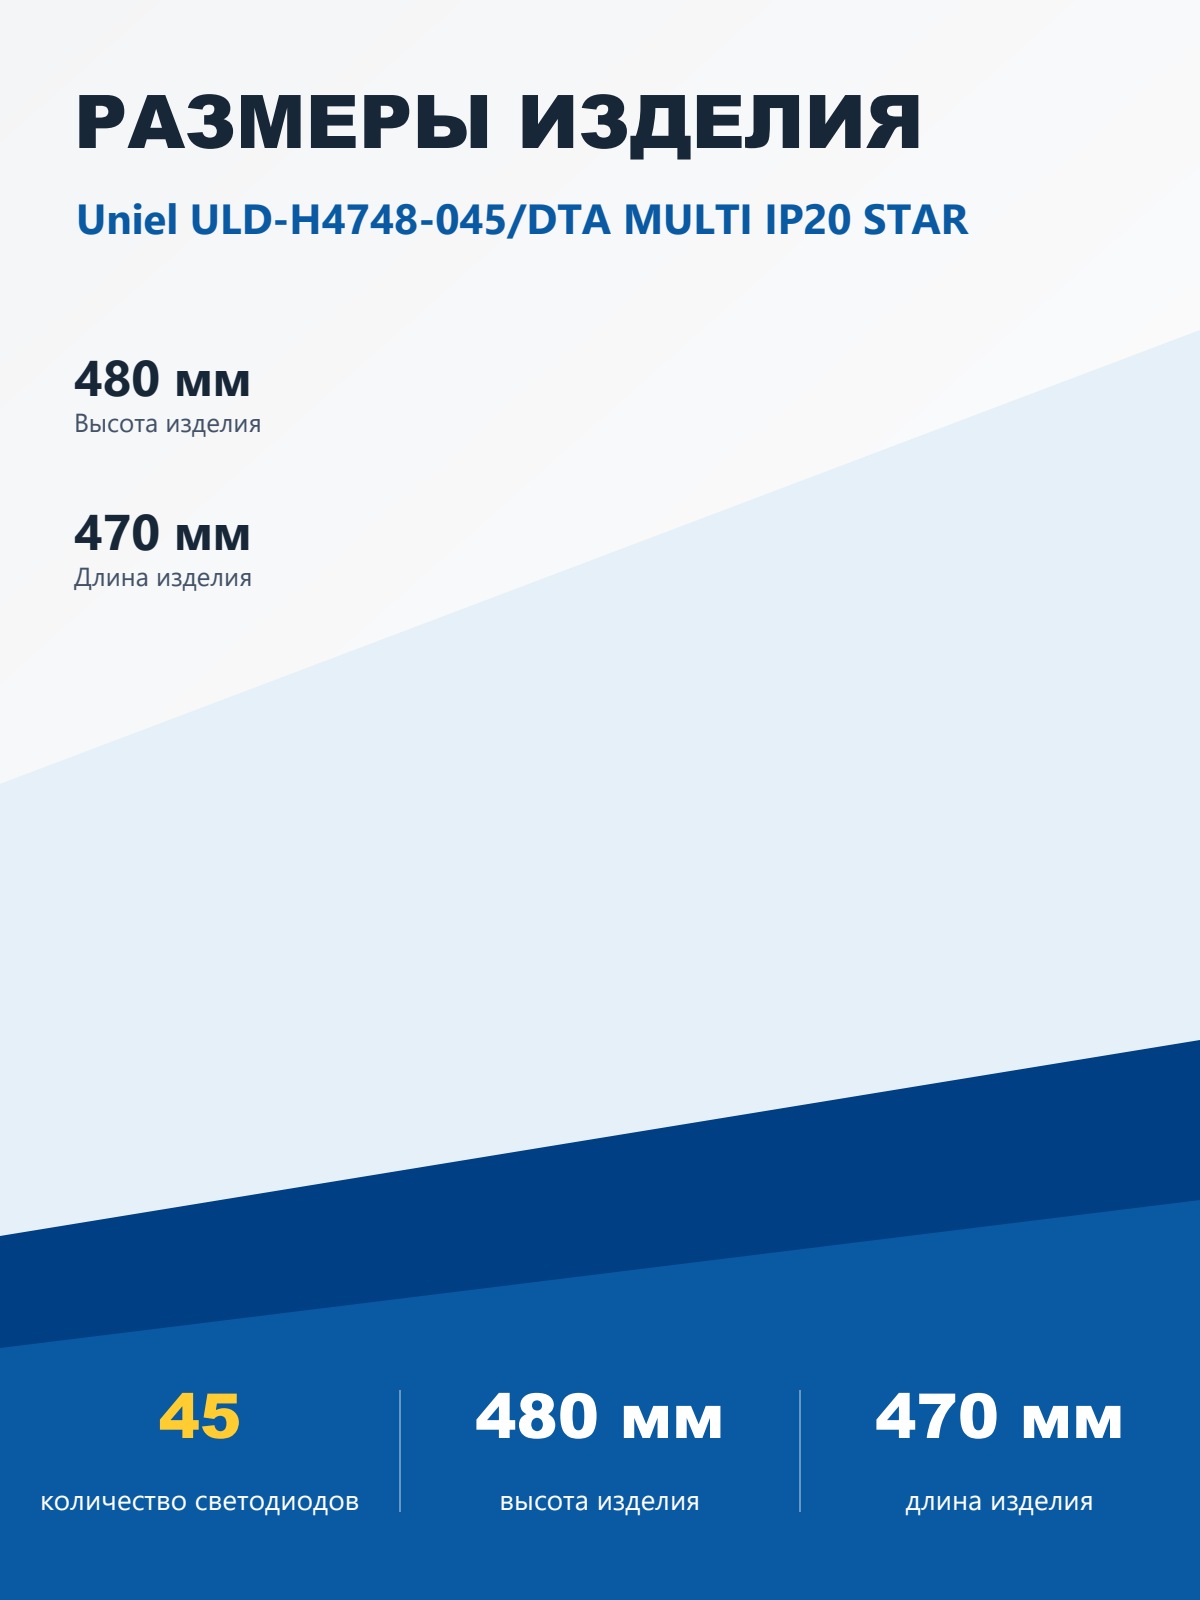 РАЗМЕРЫ ИЗДЕЛИЯ
Uniel ULD-H4748-045/DTA MULTI IP20 STAR
480 мм
Высота изделия
470 мм
Длина изделия
45
количество светодиодов
480 мм
высота изделия
470 мм
длина изделия